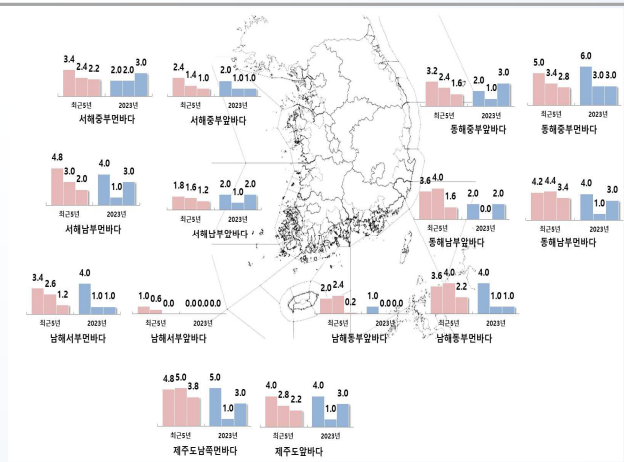 3.4 2.4 2.2 2.0 2.0 3.0
최근5년 2023년
서해중부먼바다
2.4 1.4 1.0 2.0 1.0 1.0
최근5년 2023년
서해중부앞바다
3.2 2.4 1.6 2.0 1.0 3.0
최근5년 2023년
동해중부앞바다
5.0 3.4 2.8 6.0 3.0 3.0
최근5년 2023년
동해중부먼바다
4.8 3.0 2.0 4.0 1.0 3.0
최근5년 2023년
서해남부먼바다
1.8 1.6 1.2 2.0 1.0 2.0
최근5년 2023년
서해남부앞바다
3.6 4.0 1.6 2.0 0.0 2.0
최근5년 2023년
동해남부앞바다
4.2 4.4 3.4 4.0 1.0 3.0
최근5년 2023년
동해남부먼바다
3.4 2.6 1.2 4.0 1.0 1.0
최근5년 2023년
남해서부먼바다
1.0 0.6 0.0 0.0 0.0 0.0
최근5년 2023년
남해서부앞바다
2.0 2.4 0.2 1.0 0.0 0.0
최근5년 2023년
남해동부앞바다
3.6 4.0 2.2 4.0 1.0 1.0
최근5년 2023년
남해동부먼바다
4.8 5.0 3.8 5.0 1.0 3.0
최근5년 2023년
제주도남쪽먼바다
4.0 2.8 2.2 4.0 1.0 3.0
최근5년 2023년
제주도앞바다